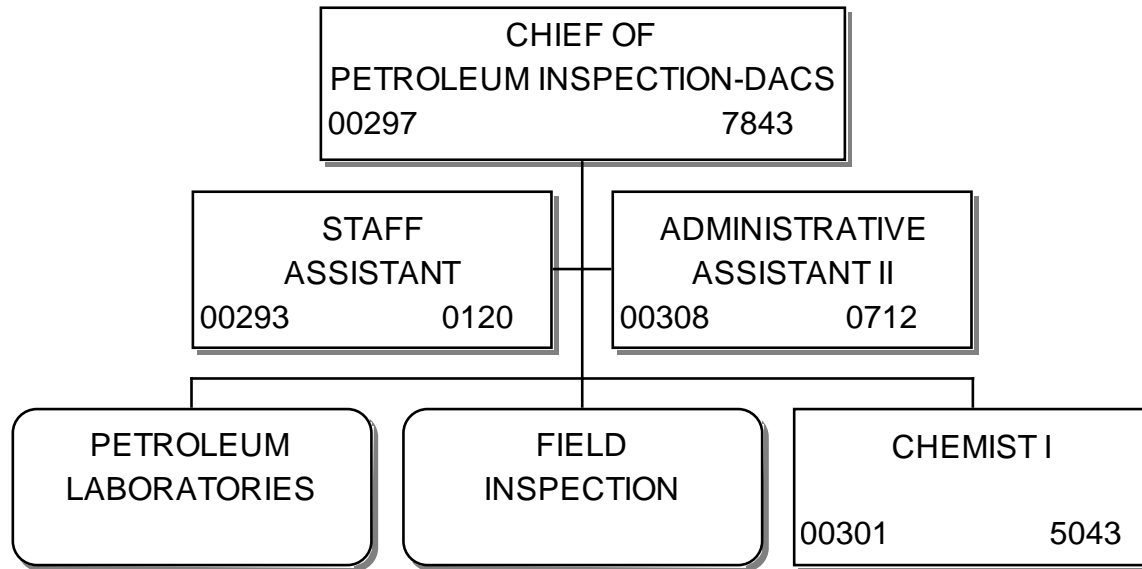 CHIEF OF
PETROLEUM INSPECTION-DACS
00297 7843
STAFF
ASSISTANT
00293 0120
ADMINISTRATIVE
ASSISTANT II
00308 0712
PETROLEUM
LABORATORIES
FIELD
INSPECTION
CHEMIST I
00301 5043